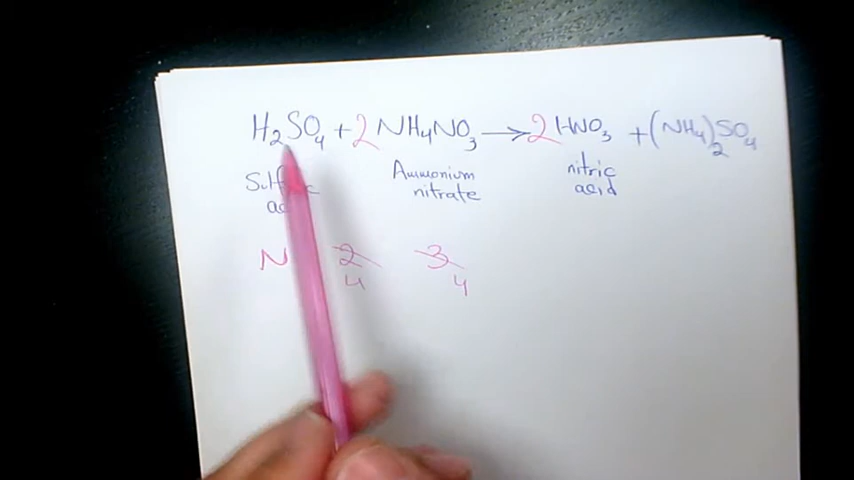 H₂SO₄ + 2 NH₄NO₃ → 2 HNO₃ + (NH₄)₂SO₄
Ammonium nitric
nitrate acid
N 2 3
4 4